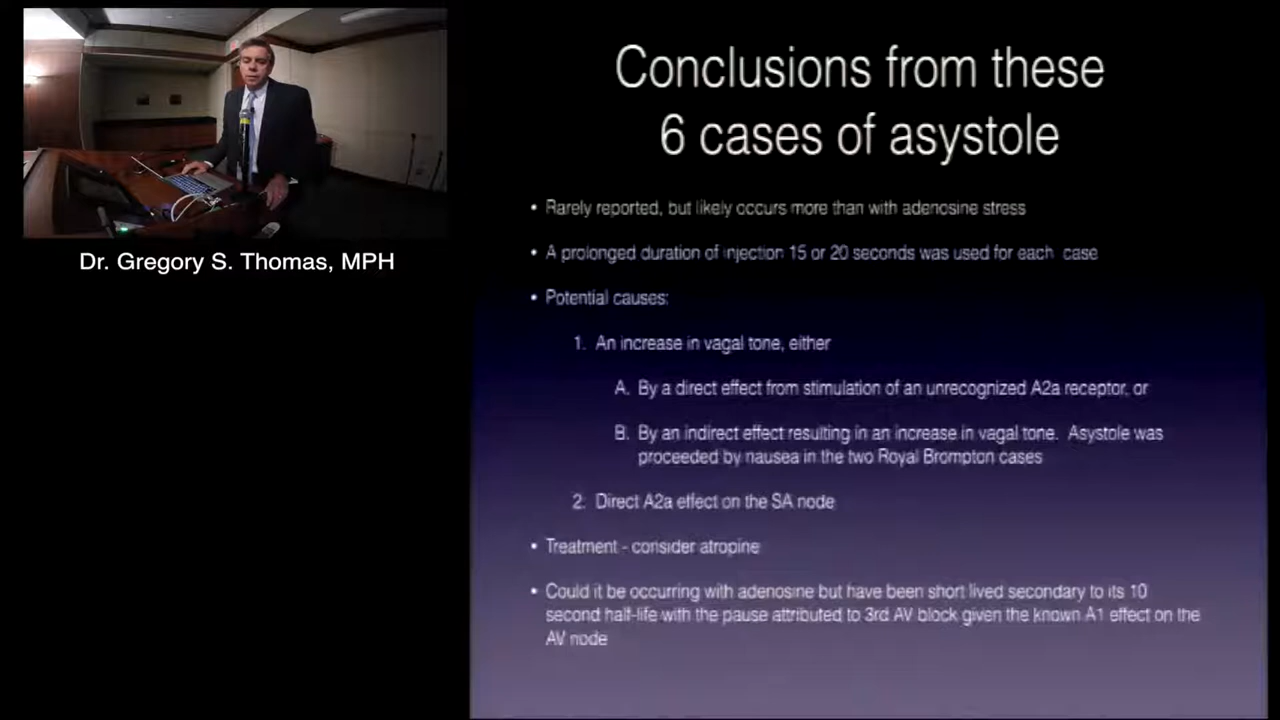 Conclusions from these
6 cases of asystole
• Rarely reported, but likely occurs more than with adenosine stress
• A prolonged duration of injection 15 or 20 seconds was used for each case
• Potential causes:
1. An increase in vagal tone, either
A. By a direct effect from stimulation of an unrecognized A2a receptor, or
B. By an indirect effect resulting in an increase in vagal tone. Asystole was
proceeded by nausea in the two Royal Brompton cases
2. Direct A2a effect on the SA node
• Treatment - consider atropine
• Could it be occurring with adenosine but have been short lived secondary to its 10
second half-life with the pause attributed to 3rd AV block given the known A1 effect on the
AV node
Dr. Gregory S. Thomas, MPH